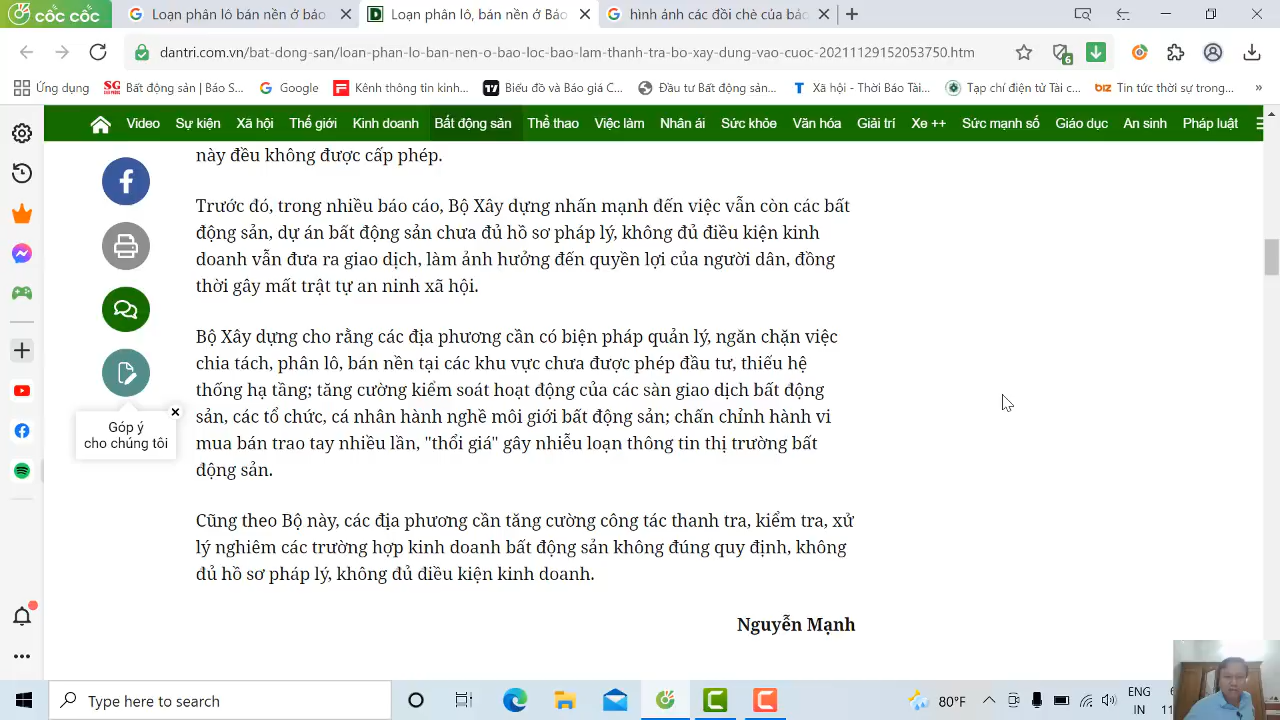 cốc cốc
Loạn phân lô bán nền ở Bảo
Loạn phân lô, bán nền ở Bảo
hình ảnh các đồi chè của bảo
dantri.com.vn/bat-dong-san/loan-phan-lo-ban-nen-o-bao-loc-bao-lam-thanh-tra-bo-xay-dung-vao-cuoc-20211129152053750.htm
6
Ứng dụng
SG
Bất động sản | Báo S...
Google
Kênh thông tin kinh...
Biểu đồ và Báo giá C...
Đầu tư Bất động sản...
Xã hội - Thời Báo Tài...
Tạp chí điện tử Tài c...
BIZ
Tin tức thời sự trong...
»
Video
Sự kiện
Xã hội
Thế giới
Kinh doanh
Bất động sản
Thể thao
Việc làm
Nhân ái
Sức khỏe
Văn hóa
Giải trí
Xe ++
Sức mạnh số
Giáo dục
An sinh
Pháp luật
này đều không được cấp phép.
Trước đó, trong nhiều báo cáo, Bộ Xây dựng nhấn mạnh đến việc vẫn còn các bất
động sản, dự án bất động sản chưa đủ hồ sơ pháp lý, không đủ điều kiện kinh
doanh vẫn đưa ra giao dịch, làm ảnh hưởng đến quyền lợi của người dân, đồng
thời gây mất trật tự an ninh xã hội.
Bộ Xây dựng cho rằng các địa phương cần có biện pháp quản lý, ngăn chặn việc
chia tách, phân lô, bán nền tại các khu vực chưa được phép đầu tư, thiếu hệ
thống hạ tầng; tăng cường kiểm soát hoạt động của các sàn giao dịch bất động
sản, các tổ chức, cá nhân hành nghề môi giới bất động sản; chấn chỉnh hành vi
mua bán trao tay nhiều lần, "thổi giá" gây nhiễu loạn thông tin thị trường bất
động sản.
Cũng theo Bộ này, các địa phương cần tăng cường công tác thanh tra, kiểm tra, xử
lý nghiêm các trường hợp kinh doanh bất động sản không đúng quy định, không
đủ hồ sơ pháp lý, không đủ điều kiện kinh doanh.
Nguyễn Mạnh
Góp ý
cho chúng tôi
Type here to search
80°F
ENG
IN